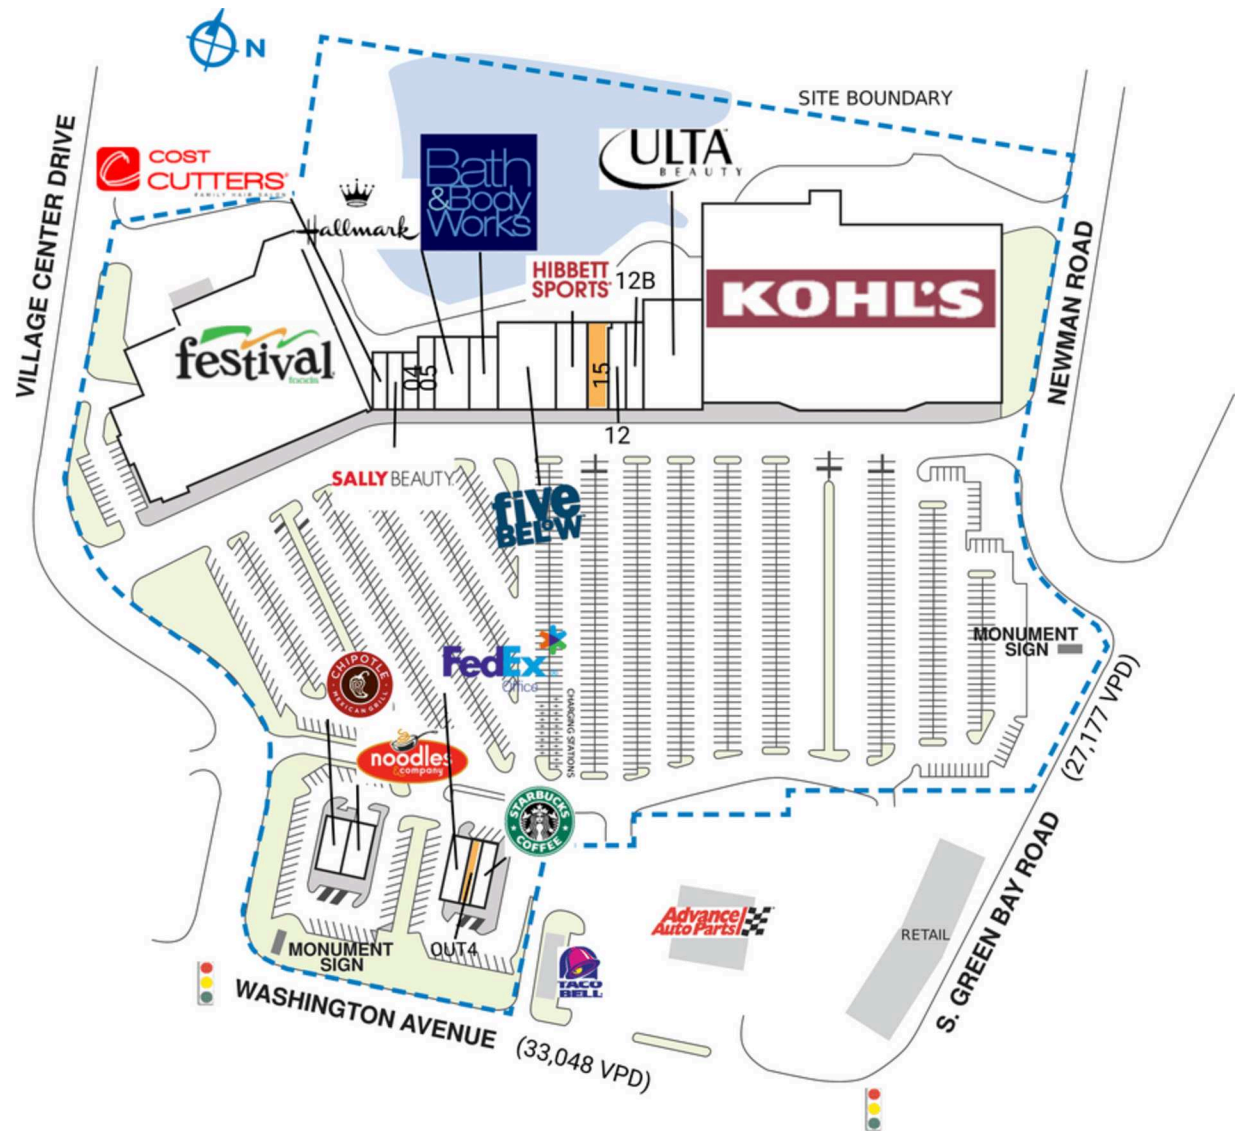 N
SITE BOUNDARY
VILLAGE CENTER DRIVE
COST
CUTTERS
FAMILY HAIR SALON
Hallmark
Bath
& Body
Works
ULTA
BEAUTY
HIBBETT
SPORTS
12B
KOHL'S
NEWMAN ROAD
festival
foods
04
05
15
12
SALLY BEAUTY
five
BELOW
MONUMENT
SIGN
CHIPOTLE
MEXICAN GRILL
FedEx
Office
CHARGING STATIONS
noodles
& company
STARBUCKS
COFFEE
(27,177 VPD)
S. GREEN BAY ROAD
Advance
Auto Parts
RETAIL
MONUMENT
SIGN
OUT4
TACO
BELL
WASHINGTON AVENUE (33,048 VPD)